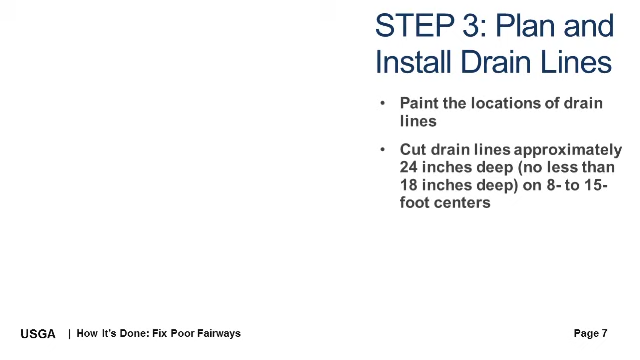 STEP 3: Plan and
Install Drain Lines
• Paint the locations of drain
lines
• Cut drain lines approximately
24 inches deep (no less than
18 inches deep) on 8- to 15-
foot centers
USGA | How It's Done: Fix Poor Fairways Page 7